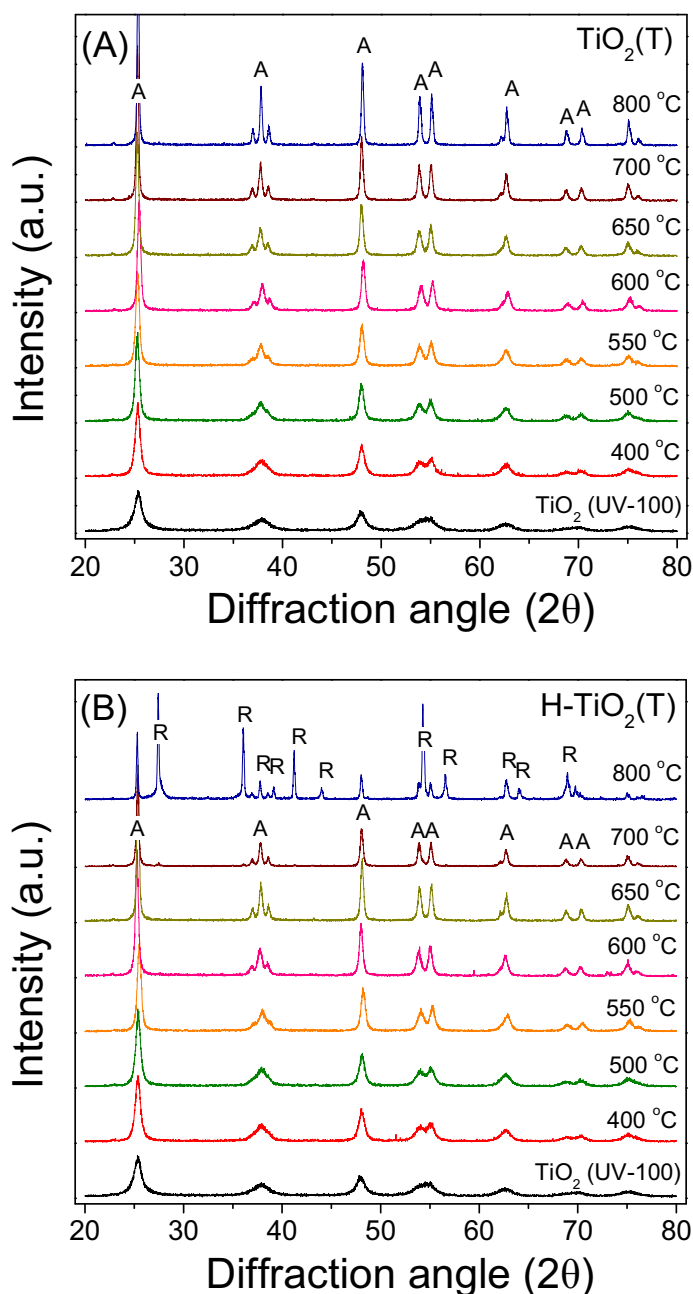 (A)
TiO2(T)
A
A
A
A
A
A
A
A
800 °C
700 °C
650 °C
600 °C
550 °C
500 °C
400 °C
TiO2 (UV-100)
Intensity (a.u.)
20 30 40 50 60 70 80
Diffraction angle (2θ)
(B)
H-TiO2(T)
R
R
R
R
R
R
R
R
R
R
R
800 °C
A
A
A
A
A
A
A
A
700 °C
650 °C
600 °C
550 °C
500 °C
400 °C
TiO2 (UV-100)
Intensity (a.u.)
20 30 40 50 60 70 80
Diffraction angle (2θ)